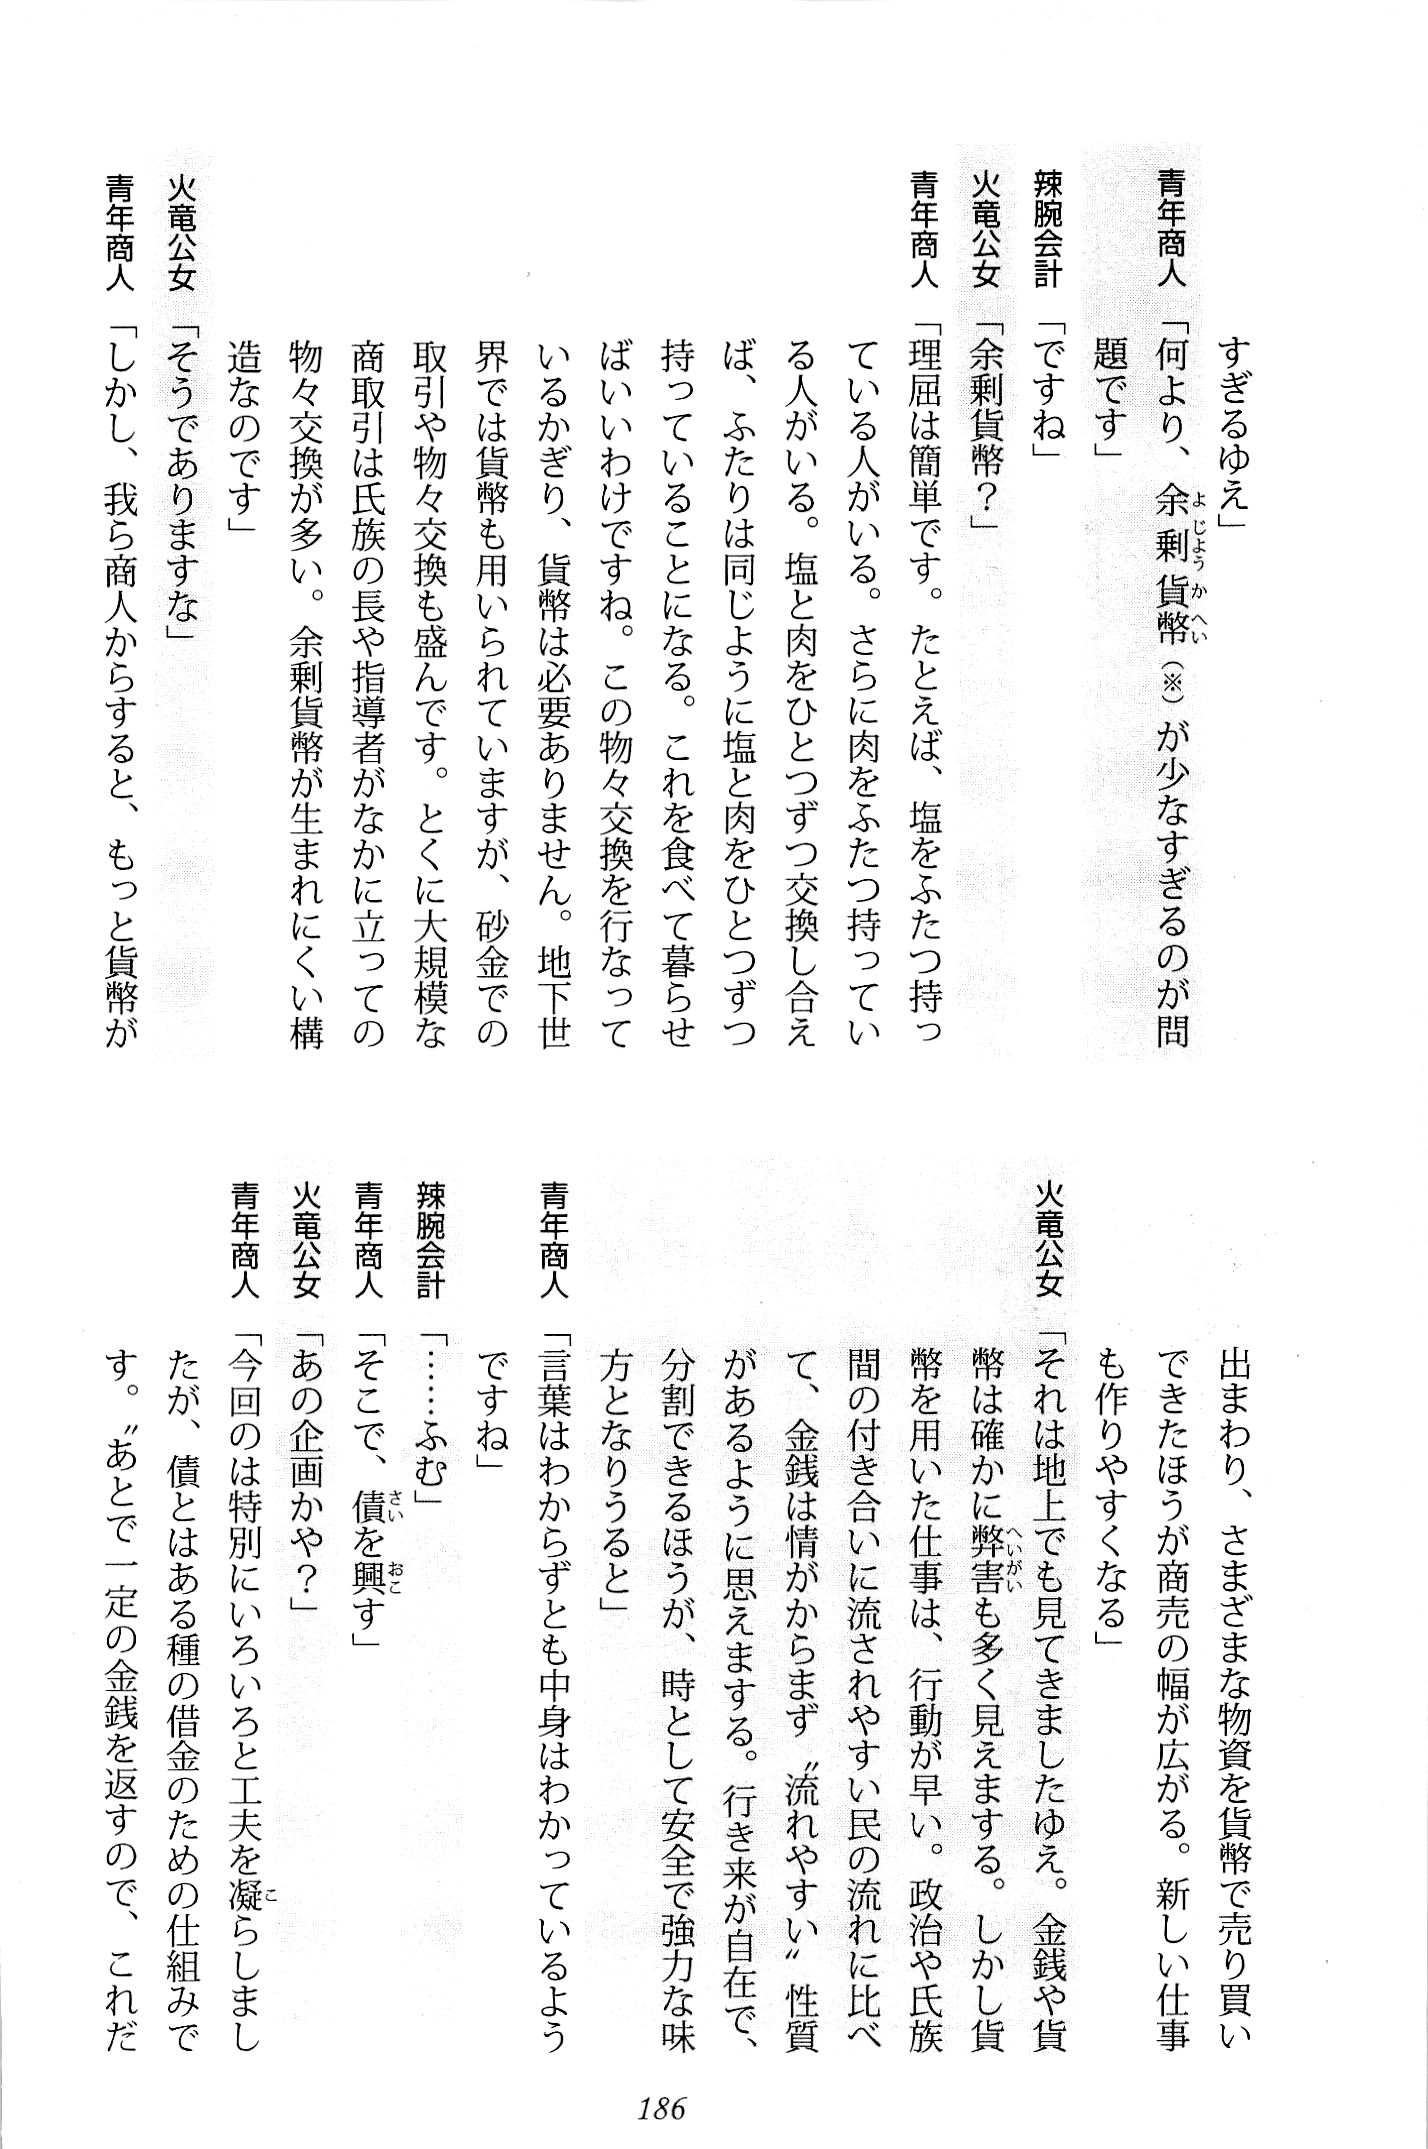 すぎるゆえ」
青年商人「何より、余剰貨幣（※）が少なすぎるのが問
題です」
辣腕会計「ですね」
火竜公女「余剰貨幣？」
青年商人「理屈は簡単です。たとえば、塩をふたつ持っ
ている人がいる。さらに肉をふたつ持ってい
る人がいる。塩と肉をひとつずつ交換し合え
ば、ふたりは同じように塩と肉をひとつずつ
持っていることになる。これを食べて暮らせ
ばいいわけですね。この物々交換を行なって
いるかぎり、貨幣は必要ありません。地下世
界では貨幣も用いられていますが、砂金での
取引や物々交換も盛んです。とくに大規模な
商取引は氏族の長や指導者がなかに立っての
物々交換が多い。余剰貨幣が生まれにくい構
造なのです」
火竜公女「そうでありますな」
青年商人「しかし、我ら商人からすると、もっと貨幣が
出まわり、さまざまな物資を貨幣で売り買い
できたほうが商売の幅が広がる。新しい仕事
も作りやすくなる」
火竜公女「それは地上でも見てきましたゆえ。金銭や貨
幣は確かに弊害も多く見えまする。しかし貨
幣を用いた仕事は、行動が早い。政治や氏族
間の付き合いに流されやすい民の流れに比べ
て、金銭は情がからまず〝流れやすい〟性質
があるように思えまする。行き来が自在で、
分割できるほうが、時として安全で強力な味
方となりうると」
青年商人「言葉はわからずとも中身はわかっているよう
ですね」
辣腕会計「……ふむ」
青年商人「そこで、債を興す」
火竜公女「あの企画かや？」
青年商人「今回のは特別にいろいろと工夫を凝らしまし
たが、債とはある種の借金のための仕組みで
す。〝あとで一定の金銭を返すので、これだ
186